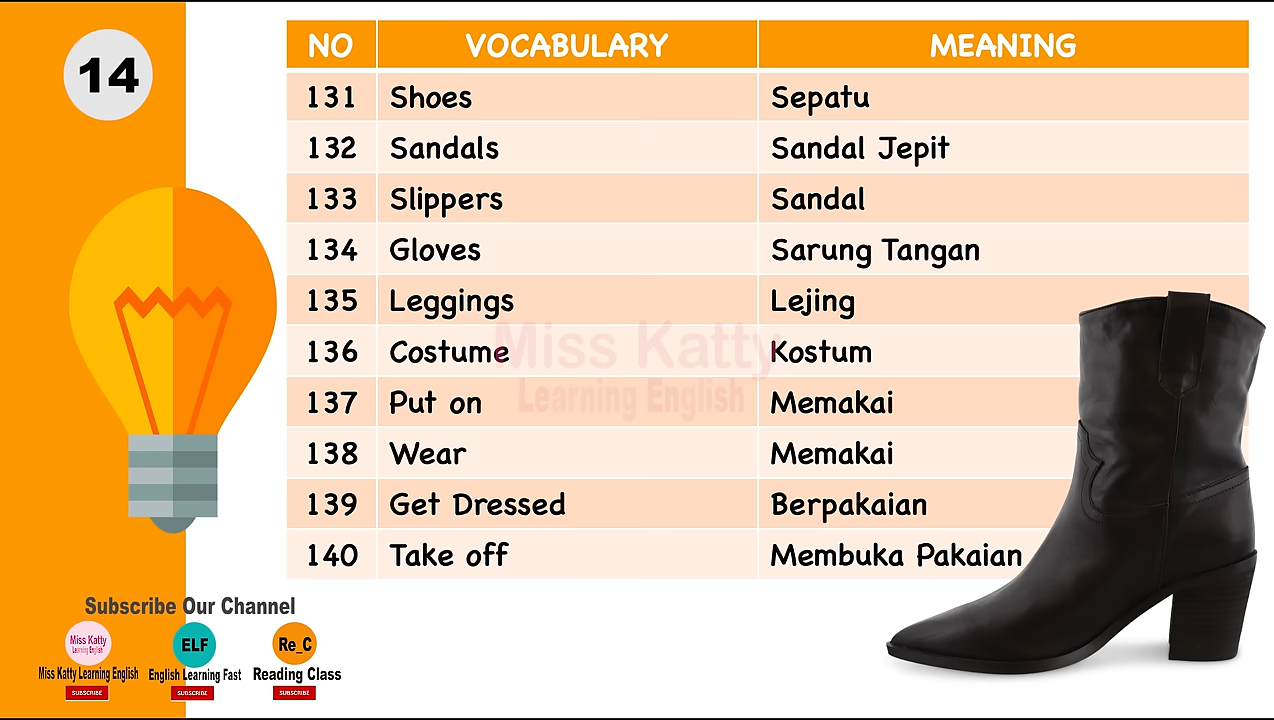 14
NO VOCABULARY MEANING
131 Shoes Sepatu
132 Sandals Sandal Jepit
133 Slippers Sandal
134 Gloves Sarung Tangan
135 Leggings Lejing
136 Costume Kostum
137 Put on Memakai
138 Wear Memakai
139 Get Dressed Berpakaian
140 Take off Membuka Pakaian
Miss Katty
Learning English
Subscribe Our Channel
Miss Katty
Learning English
ELF
Re_C
Miss Katty Learning English
English Learning Fast
Reading Class
SUBSCRIBE
SUBSCRIBE
SUBSCRIBE